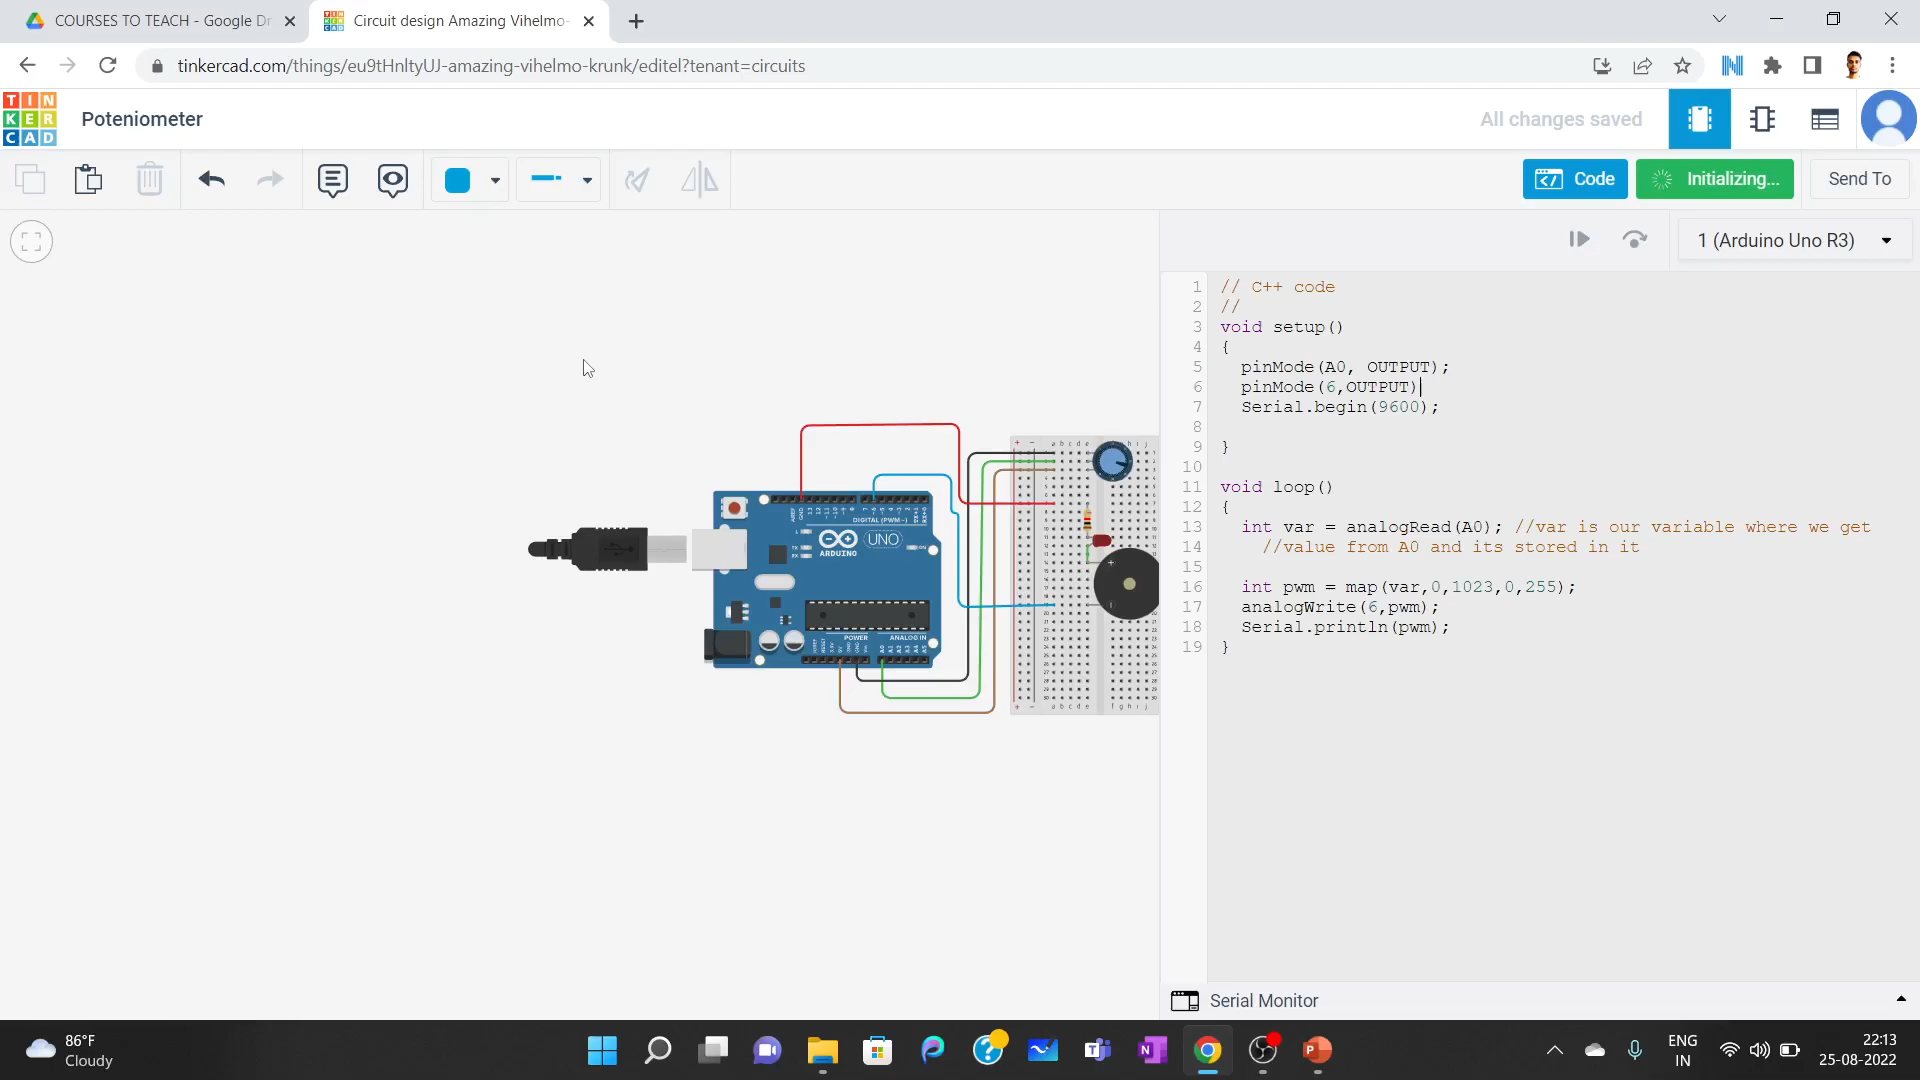 COURSES TO TEACH - Google Dr
Circuit design Amazing Vihelmo-
tinkercad.com/things/eu9tHnltyUJ-amazing-vihelmo-krunk/editel?tenant=circuits
TIN
KER
CAD
Poteniometer
All changes saved
Code
Initializing...
Send To
1 (Arduino Uno R3)
1 // C++ code
2 //
3 void setup()
4 {
5 pinMode(A0, OUTPUT);
6 pinMode(6,OUTPUT)
7 Serial.begin(9600);
8
9 }
10
11 void loop()
12 {
13 int var = analogRead(A0); //var is our variable where we get
14 //value from A0 and its stored in it
15
16 int pwm = map(var,0,1023,0,255);
17 analogWrite(6,pwm);
18 Serial.println(pwm);
19 }
DIGITAL (PWM~)
UNO
ARDUINO
ON
POWER
ANALOG IN
Serial Monitor
86°F
Cloudy
ENG
IN
22:13
25-08-2022